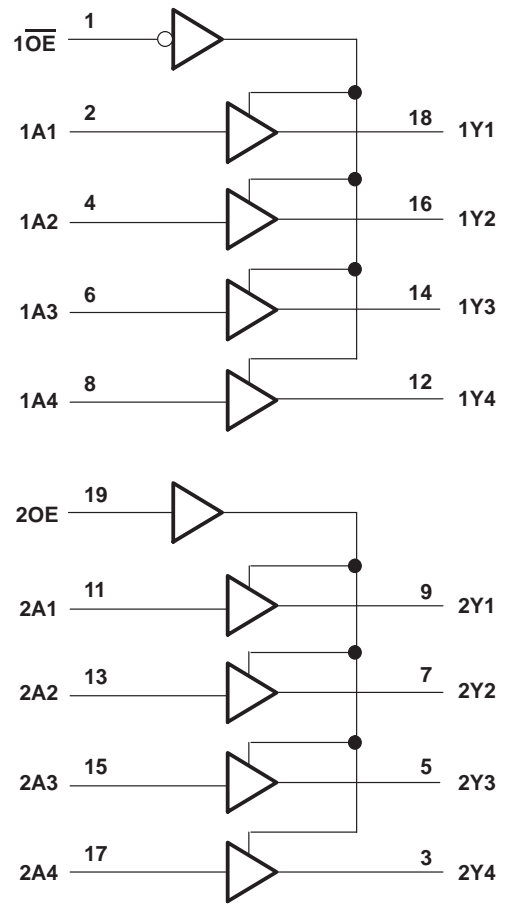 1O̅E̅ 1
1A1 2 18 1Y1
1A2 4 16 1Y2
1A3 6 14 1Y3
1A4 8 12 1Y4
2OE 19
2A1 11 9 2Y1
2A2 13 7 2Y2
2A3 15 5 2Y3
2A4 17 3 2Y4